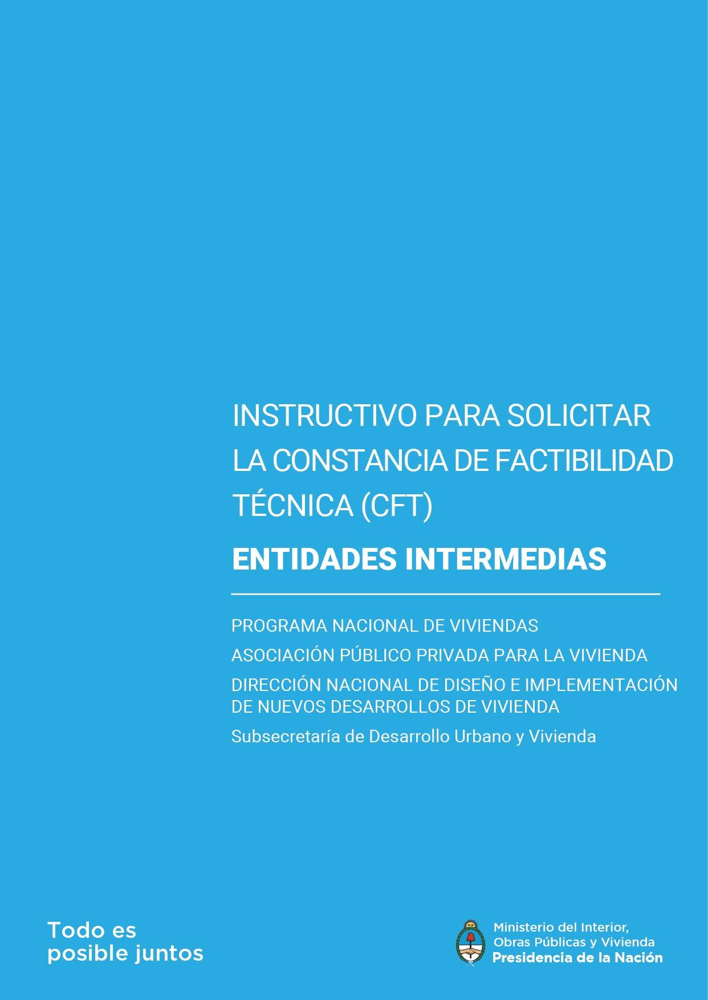 INSTRUCTIVO PARA SOLICITAR
LA CONSTANCIA DE FACTIBILIDAD
TÉCNICA (CFT)
ENTIDADES INTERMEDIAS
PROGRAMA NACIONAL DE VIVIENDAS
ASOCIACIÓN PÚBLICO PRIVADA PARA LA VIVIENDA
DIRECCIÓN NACIONAL DE DISEÑO E IMPLEMENTACIÓN
DE NUEVOS DESARROLLOS DE VIVIENDA
Subsecretaría de Desarrollo Urbano y Vivienda
Todo es
posible juntos
Ministerio del Interior,
Obras Públicas y Vivienda
Presidencia de la Nación